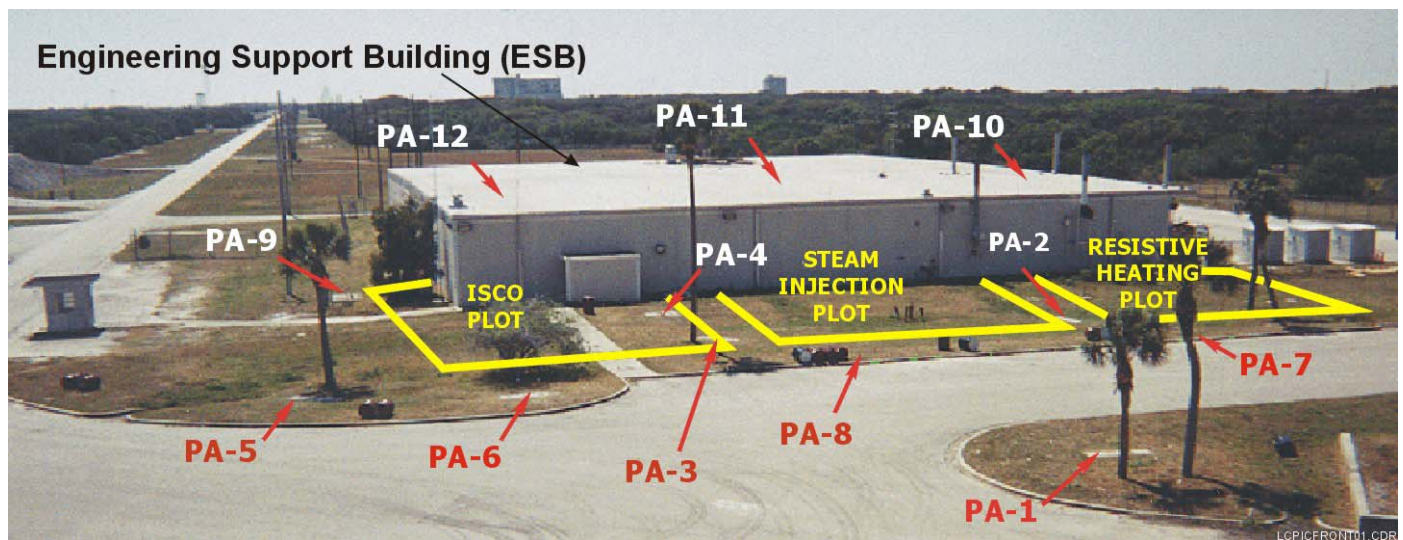 Engineering Support Building (ESB)
PA-12
PA-11
PA-10
PA-9
PA-4
PA-2
ISCO
PLOT
STEAM
INJECTION
PLOT
RESISTIVE
HEATING
PLOT
PA-5
PA-6
PA-3
PA-8
PA-7
PA-1
LCPICFRONT01.CDR